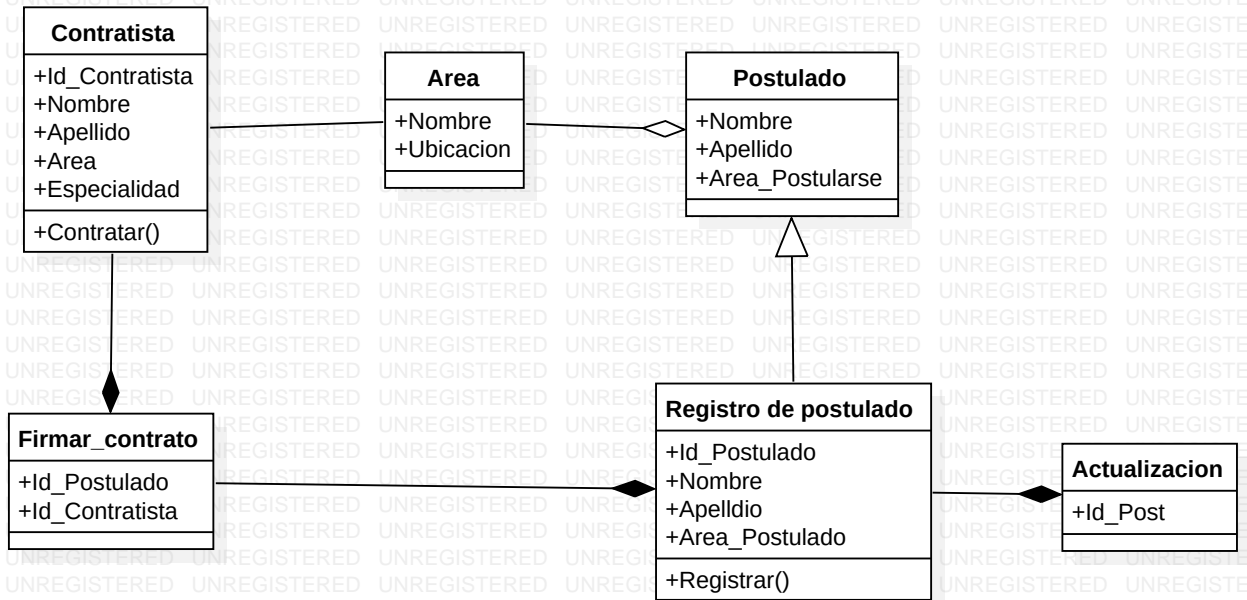 Contratista
+Id_Contratista
+Nombre
+Apellido
+Area
+Especialidad
+Contratar()
Area
+Nombre
+Ubicacion
Postulado
+Nombre
+Apellido
+Area_Postularse
Firmar_contrato
+Id_Postulado
+Id_Contratista
Registro de postulado
+Id_Postulado
+Nombre
+Apelldio
+Area_Postulado
+Registrar()
Actualizacion
+Id_Post
UNREGISTERED